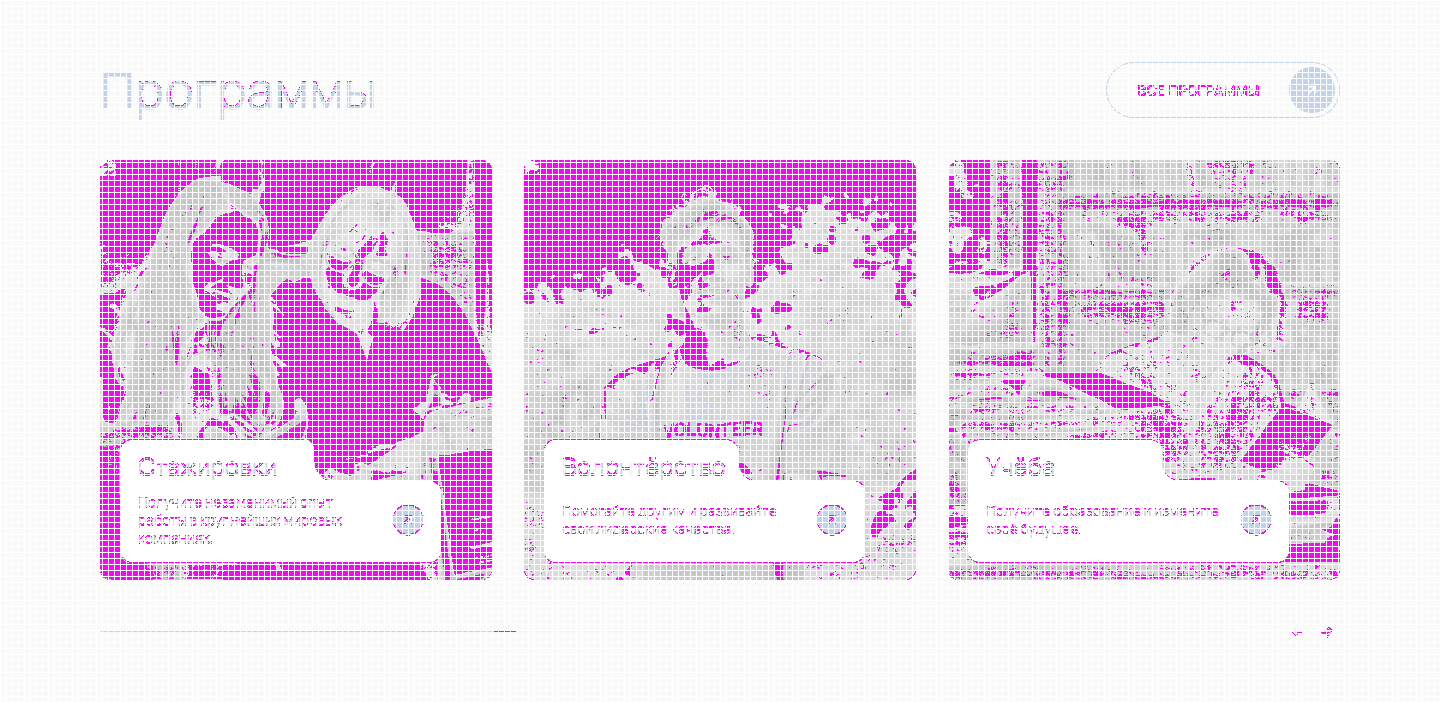 Программы
ВСЕ ПРОГРАММЫ
VOLUNTEER
Стажировки
Получите незаменимый опыт
работы в крупнейших мировых
компаниях.
Волонтёрство
Помогайте другим и развивайте
свои лидерские качества.
Учёба
Получите образование и измените
своё будущее.